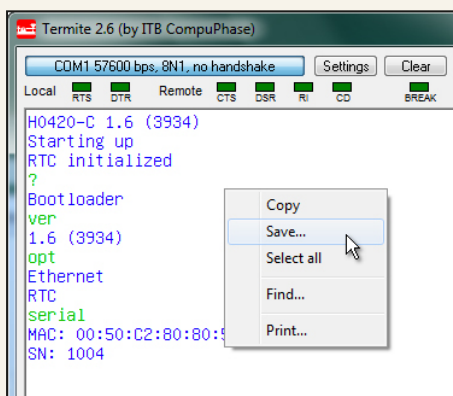 Termite 2.6 (by ITB CompuPhase)
COM1 57600 bps, 8N1, no handshake Settings Clear
Local RTS DTR Remote CTS DSR RI CD BREAK
H0420-C 1.6 (3934)
Starting up
RTC initialized
?
Bootloader
ver
1.6 (3934)
opt
Ethernet
RTC
serial
MAC: 00:50:C2:80:80:
SN: 1004
Copy
Save...
Select all
Find...
Print...